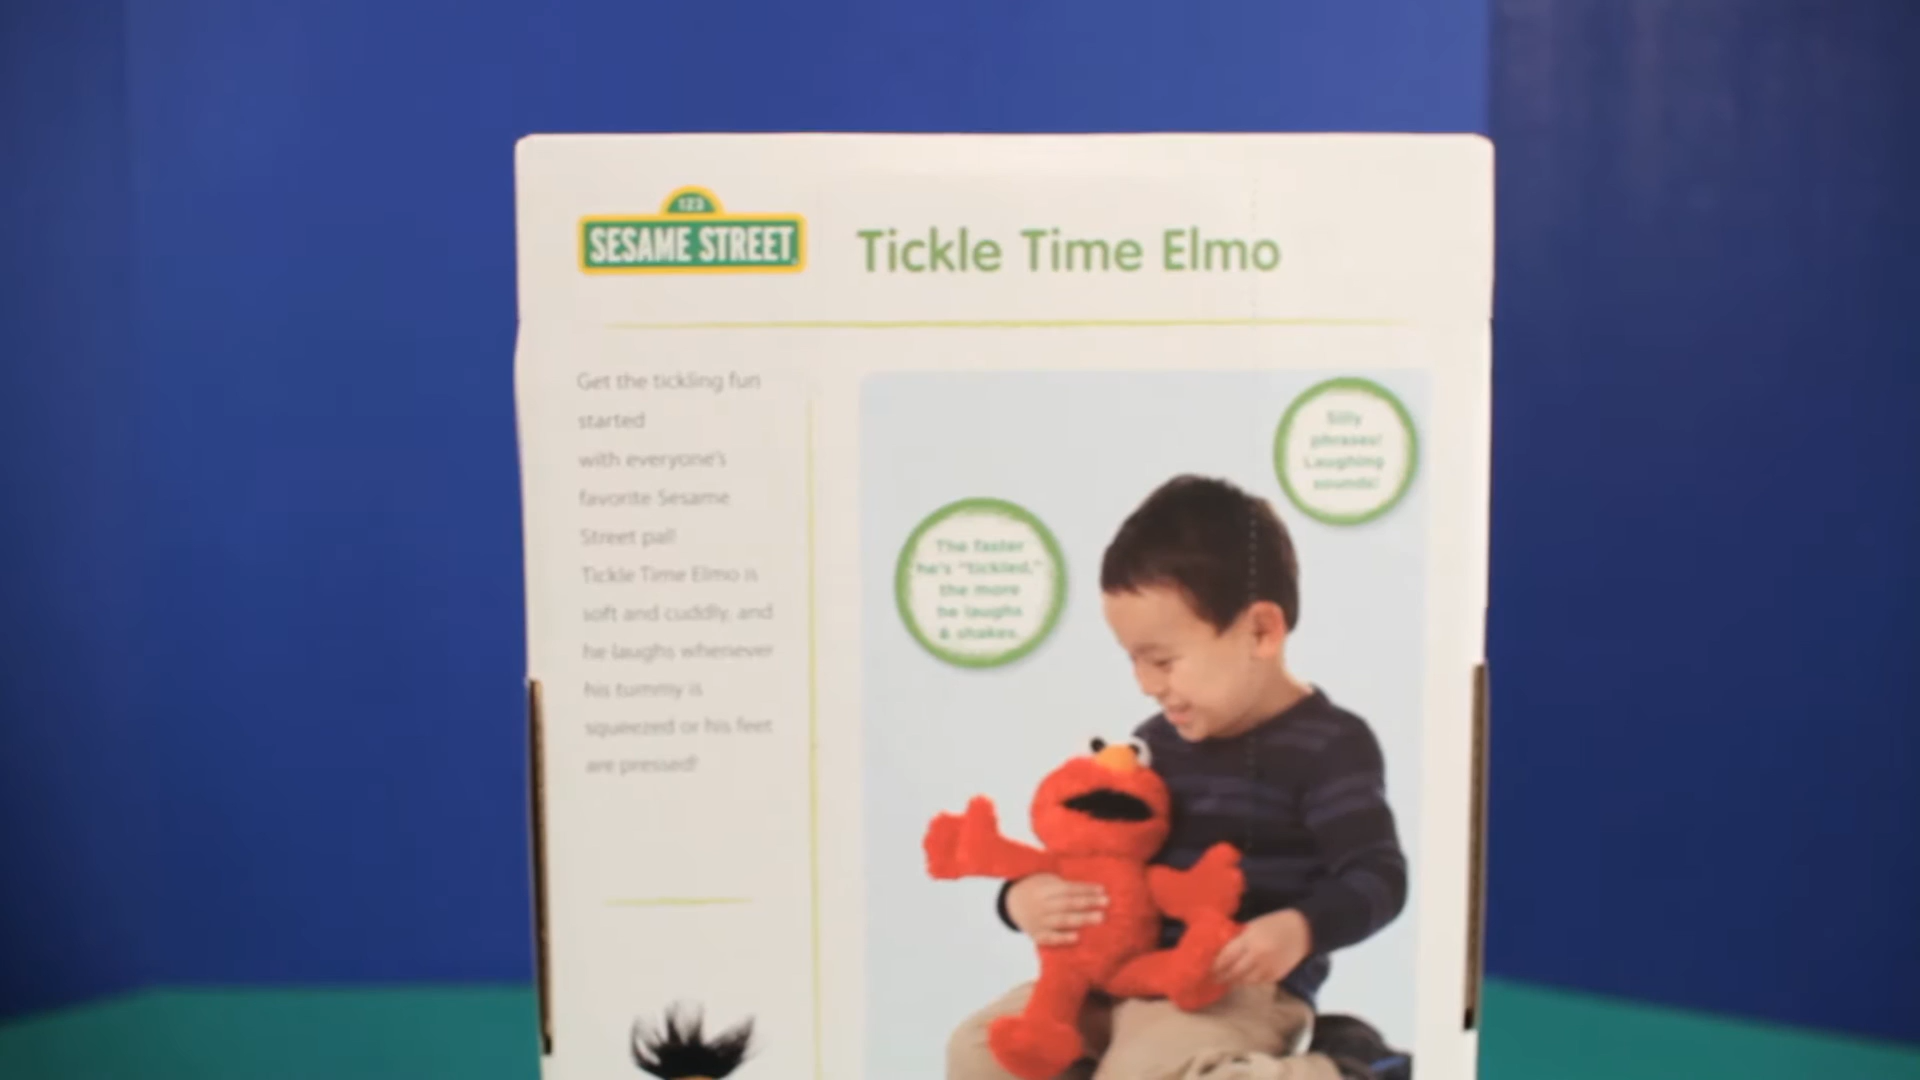 123
SESAME STREET
Tickle Time Elmo
Get the tickling fun
started
with everyone's
favorite Sesame
Street pal!
Tickle Time Elmo is
soft and cuddly, and
he laughs whenever
his tummy is
squeezed or his feet
are pressed!
The faster
he's "tickled,"
the more
he laughs
& shakes.
Silly
phrases!
Laughing
sounds!